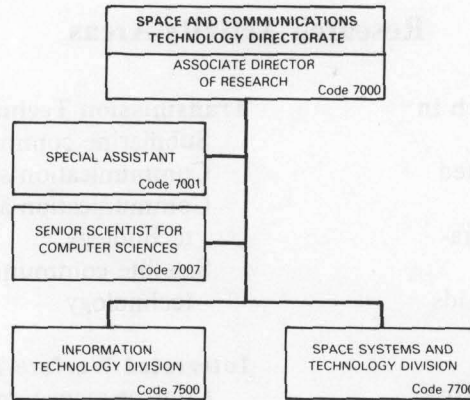 SPACE AND COMMUNICATIONS
TECHNOLOGY DIRECTORATE
ASSOCIATE DIRECTOR
OF RESEARCH
Code 7000
SPECIAL ASSISTANT
Code 7001
SENIOR SCIENTIST FOR
COMPUTER SCIENCES
Code 7007
INFORMATION
TECHNOLOGY DIVISION
Code 7500
SPACE SYSTEMS AND
TECHNOLOGY DIVISION
Code 7700